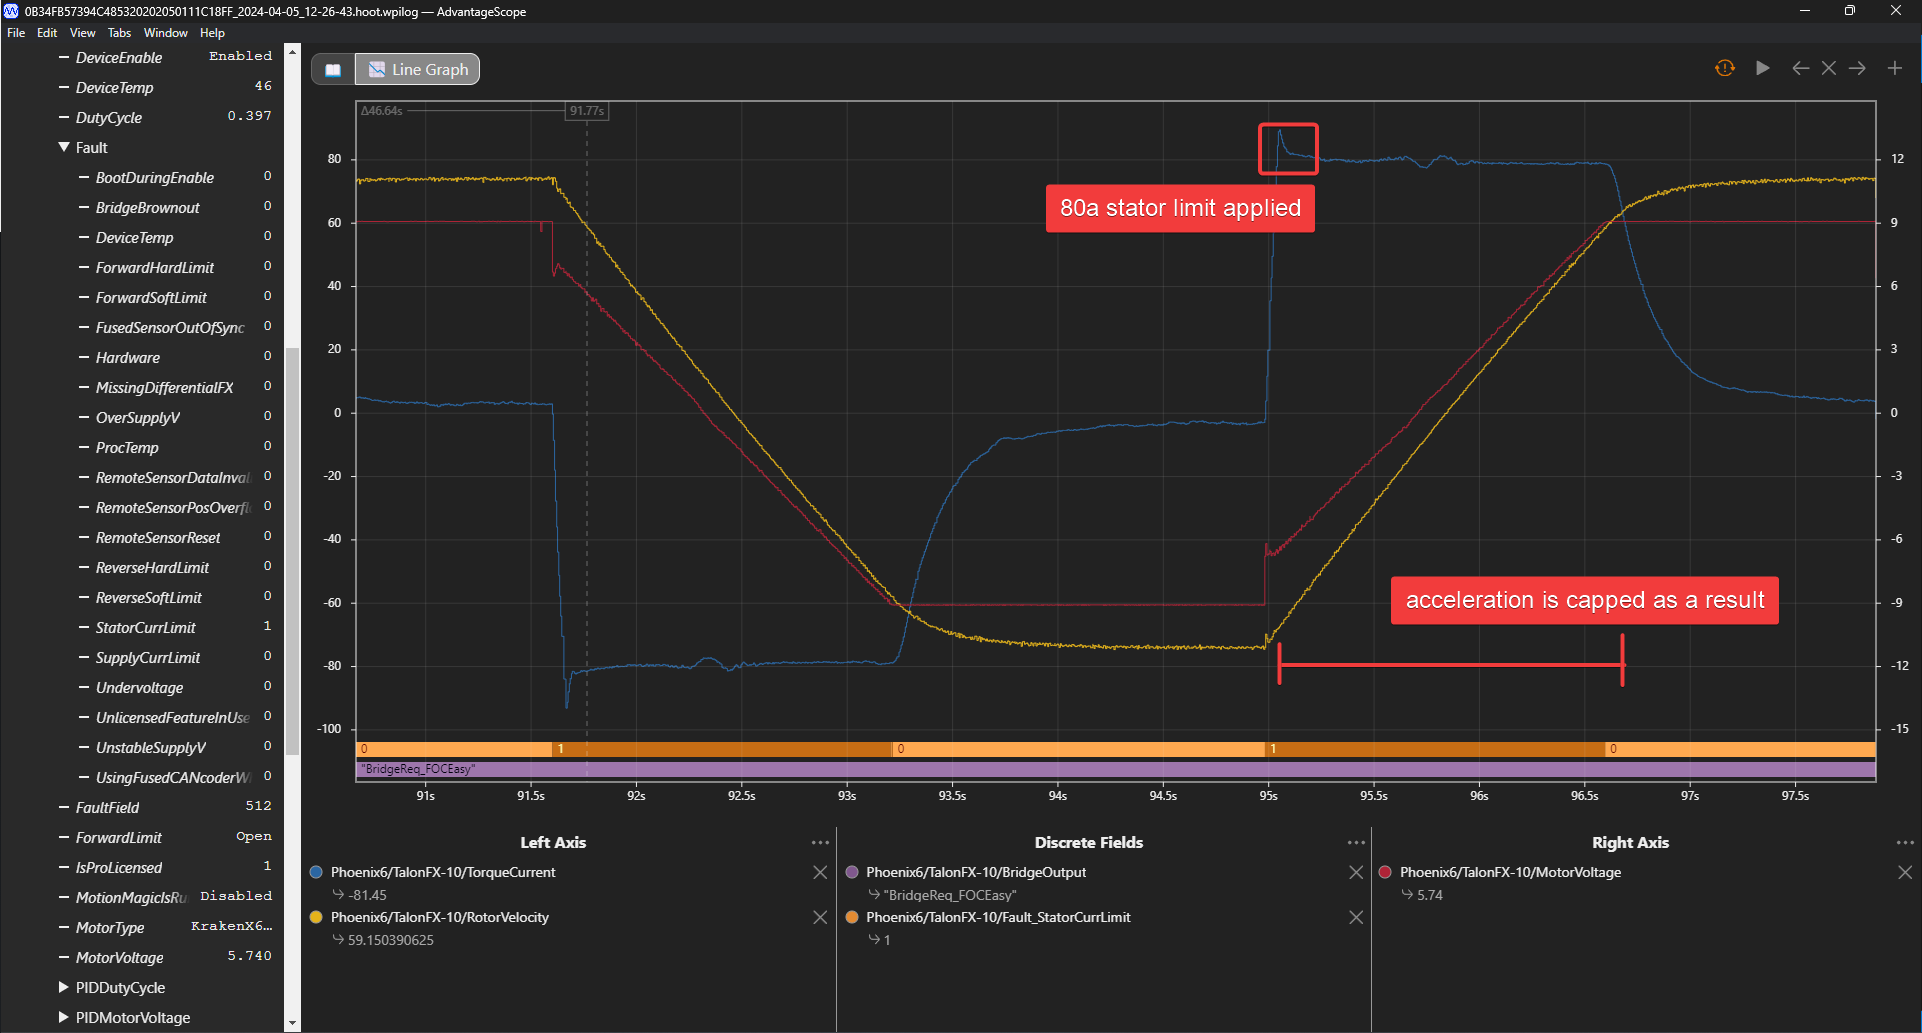 0B34FB57394C485320202050111C18FF_2024-04-05_12-26-43.hoot.wpilog — AdvantageScope
File Edit View Tabs Window Help
DeviceEnable Enabled
DeviceTemp 46
DutyCycle 0.397
Fault
BootDuringEnable 0
BridgeBrownout 0
DeviceTemp 0
ForwardHardLimit 0
ForwardSoftLimit 0
FusedSensorOutOfSync 0
Hardware 0
MissingDifferentialFX 0
OverSupplyV 0
ProcTemp 0
RemoteSensorDataInval 0
RemoteSensorPosOverfl 0
RemoteSensorReset 0
ReverseHardLimit 0
ReverseSoftLimit 0
StatorCurrLimit 1
SupplyCurrLimit 0
Undervoltage 0
UnlicensedFeatureInUse 0
UnstableSupplyV 0
UsingFusedCANcoderW 0
FaultField 512
ForwardLimit Open
IsProLicensed 1
MotionMagicIsRu Disabled
MotorType KrakenX6…
MotorVoltage 5.740
PIDDutyCycle
PIDMotorVoltage
Line Graph
Δ46.64s 91.77s
80 12
60 9
40 6
20 3
0 0
-20 -3
-40 -6
-60 -9
-80 -12
-100 -15
80a stator limit applied
acceleration is capped as a result
0 1 0 1 0
"BridgeReq_FOCEasy"
91s 91.5s 92s 92.5s 93s 93.5s 94s 94.5s 95s 95.5s 96s 96.5s 97s 97.5s
Left Axis
Phoenix6/TalonFX-10/TorqueCurrent
-81.45
Phoenix6/TalonFX-10/RotorVelocity
59.150390625
Discrete Fields
Phoenix6/TalonFX-10/BridgeOutput
"BridgeReq_FOCEasy"
Phoenix6/TalonFX-10/Fault_StatorCurrLimit
1
Right Axis
Phoenix6/TalonFX-10/MotorVoltage
5.74